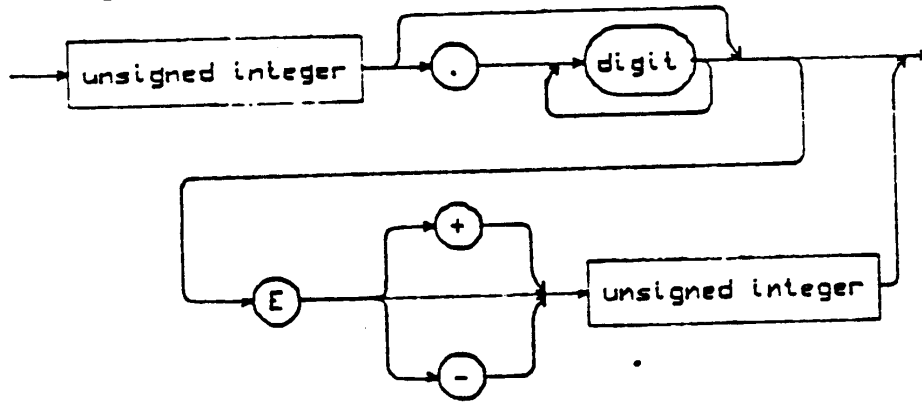 unsigned integer . digit
+
E unsigned integer
-